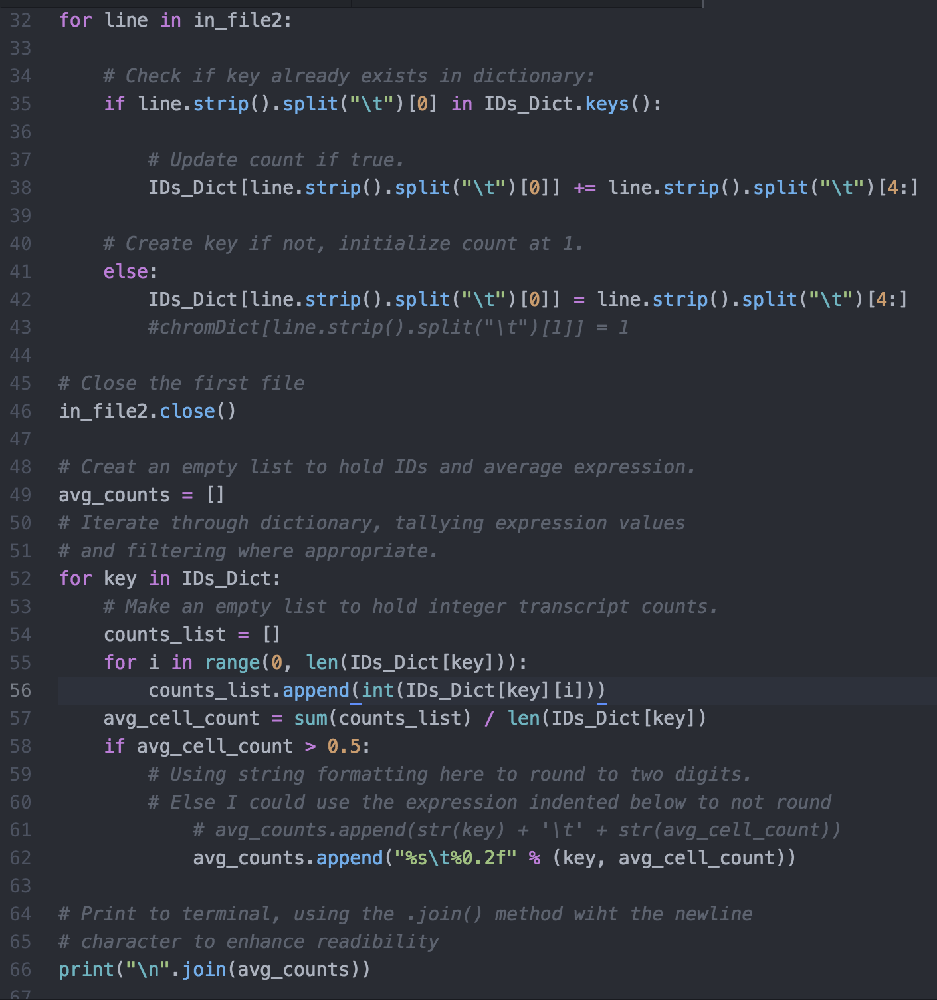 32 for line in in_file2:
33
34     # Check if key already exists in dictionary:
35     if line.strip().split("\t")[0] in IDs_Dict.keys():
36
37         # Update count if true.
38         IDs_Dict[line.strip().split("\t")[0]] += line.strip().split("\t")[4:]
39
40     # Create key if not, initialize count at 1.
41     else:
42         IDs_Dict[line.strip().split("\t")[0]] = line.strip().split("\t")[4:]
43         #chromDict[line.strip().split("\t")[1]] = 1
44
45 # Close the first file
46 in_file2.close()
47
48 # Creat an empty list to hold IDs and average expression.
49 avg_counts = []
50 # Iterate through dictionary, tallying expression values
51 # and filtering where appropriate.
52 for key in IDs_Dict:
53     # Make an empty list to hold integer transcript counts.
54     counts_list = []
55     for i in range(0, len(IDs_Dict[key])):
56         counts_list.append(int(IDs_Dict[key][i]))
57     avg_cell_count = sum(counts_list) / len(IDs_Dict[key])
58     if avg_cell_count > 0.5:
59         # Using string formatting here to round to two digits.
60         # Else I could use the expression indented below to not round
61             # avg_counts.append(str(key) + '\t' + str(avg_cell_count))
62             avg_counts.append("%s\t%0.2f" % (key, avg_cell_count))
63
64 # Print to terminal, using the .join() method wiht the newline
65 # character to enhance readibility
66 print("\n".join(avg_counts))
67